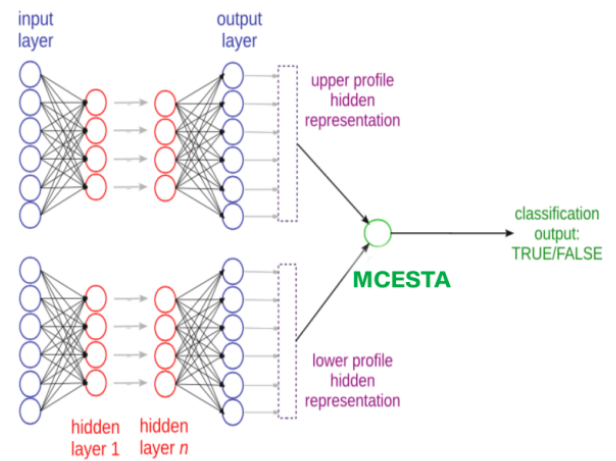 input
layer
output
layer
upper profile
hidden
representation
classification
output:
TRUE/FALSE
MCESTA
lower profile
hidden
representation
hidden
layer 1
hidden
layer n